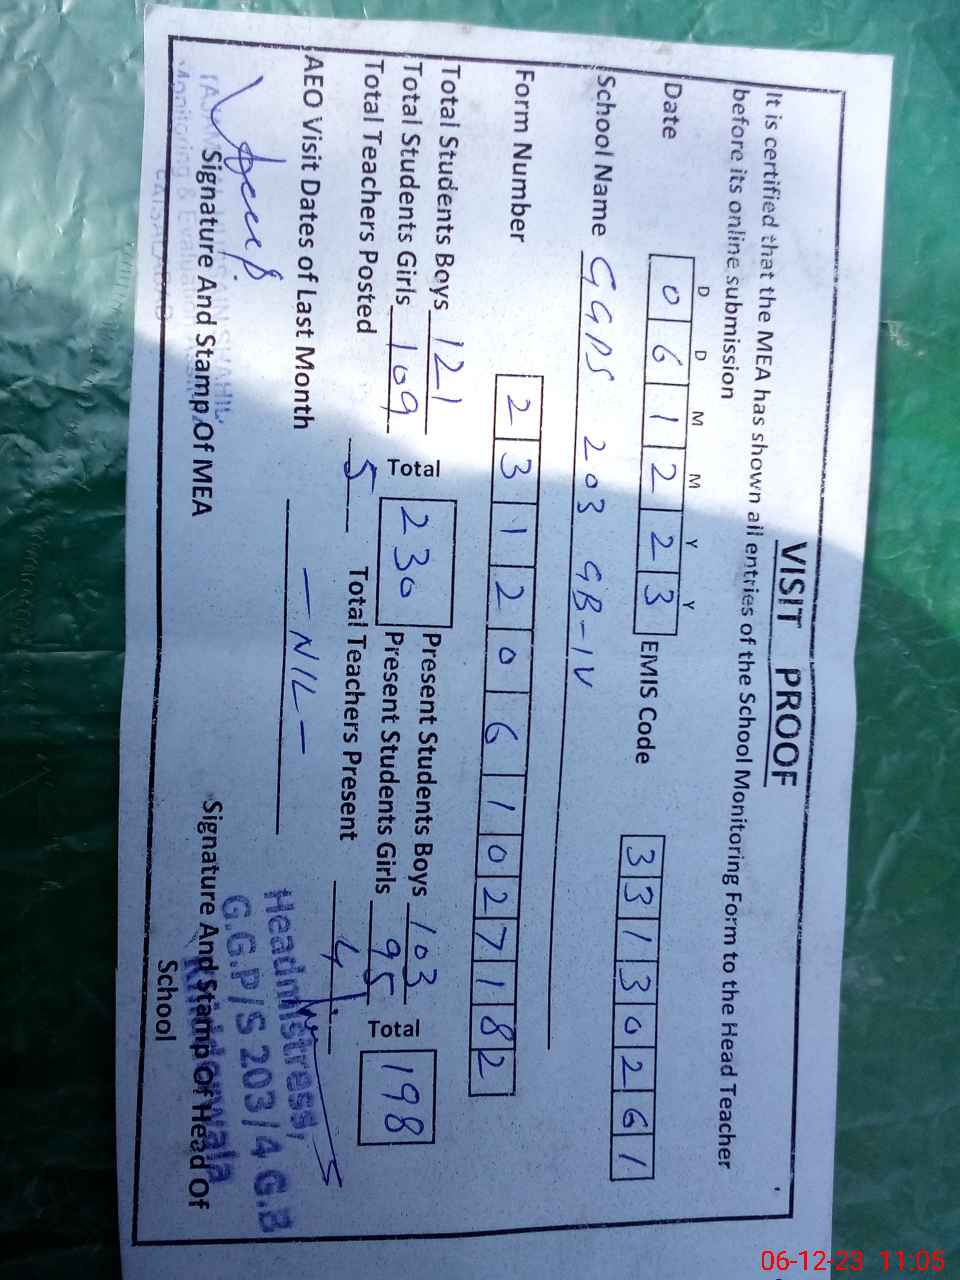 VISIT PROOF
It is certified that the MEA has shown all entries of the School Monitoring Form to the Head Teacher
before its online submission
D D M M Y Y
Date 0 6 1 2 2 3 EMIS Code 3 3 1 3 0 2 6 1
School Name GGPS 203 GB-IV
Form Number 2 3 1 2 0 6 1 0 2 7 1 8 2
Total Students Boys 121 Total 230 Present Students Boys 103 Total 198
Total Students Girls 109 Present Students Girls 95
Total Teachers Posted 5 Total Teachers Present 4
AEO Visit Dates of Last Month - NIL -
Headmistress,
G.G.P/S 203/4 G.B
Signature And Stamp Of MEA
Monitoring & Evaluation
Signature And Stamp Of Head Of
School
06-12-23 11:05